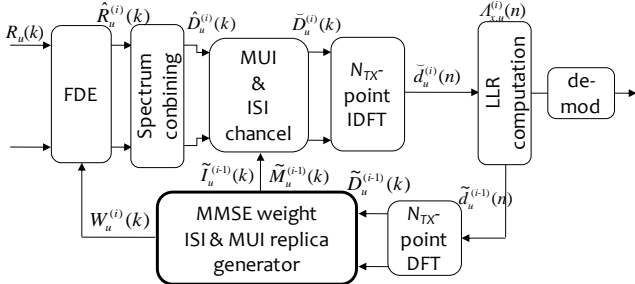 R̂_u^(i)(k)
D̂_u^(i)(k)
D̆_u^(i)(k)
Λ_x,u^(i)(n)
R_u(k)
FDE
Spectrum
conbining
MUI
&
ISI
chancel
N_TX-
point
IDFT
d̆_u^(i)(n)
LLR
computation
de-
mod
Ĩ_u^(i-1)(k) M̃_u^(i-1)(k)
D̃_u^(i-1)(k)
d̃_u^(i-1)(n)
W_u^(i)(k)
MMSE weight
ISI & MUI replica
generator
N_TX-
point
DFT